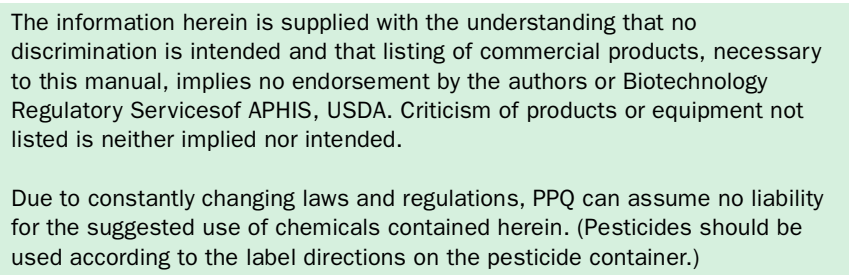 The information herein is supplied with the understanding that no
discrimination is intended and that listing of commercial products, necessary
to this manual, implies no endorsement by the authors or Biotechnology
Regulatory Servicesof APHIS, USDA. Criticism of products or equipment not
listed is neither implied nor intended.
Due to constantly changing laws and regulations, PPQ can assume no liability
for the suggested use of chemicals contained herein. (Pesticides should be
used according to the label directions on the pesticide container.)